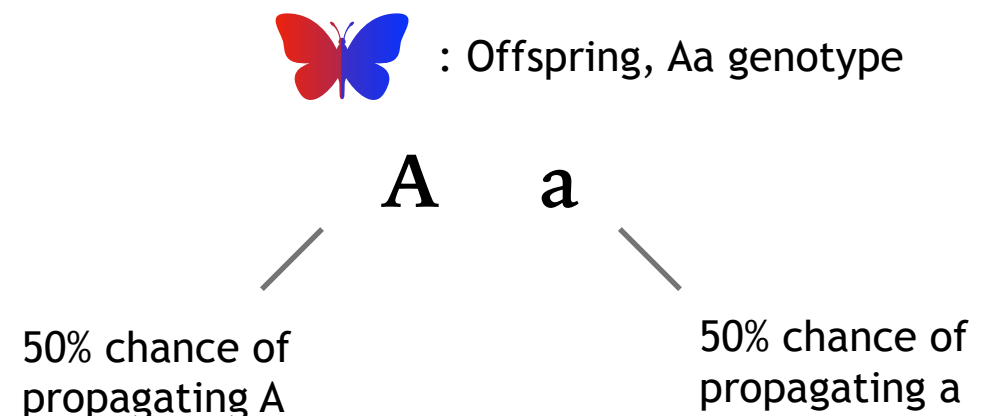 : Offspring, Aa genotype
A a
50% chance of
propagating A
50% chance of
propagating a